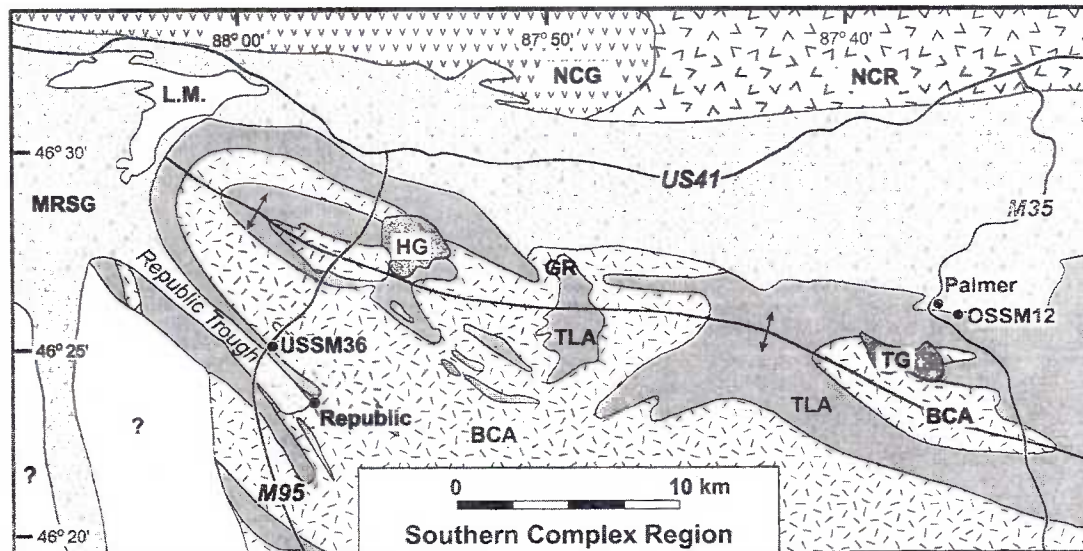 88° 00'
87° 50'
87° 40'
NCG
NCR
L.M.
46° 30'
US41
MRSG
M35
HG
GR
Republic Trough
Palmer
OSSM12
USSM36
TLA
46° 25'
TG
Republic
TLA
BCA
BCA
?
?
M95
0 10 km
46° 20'
Southern Complex Region